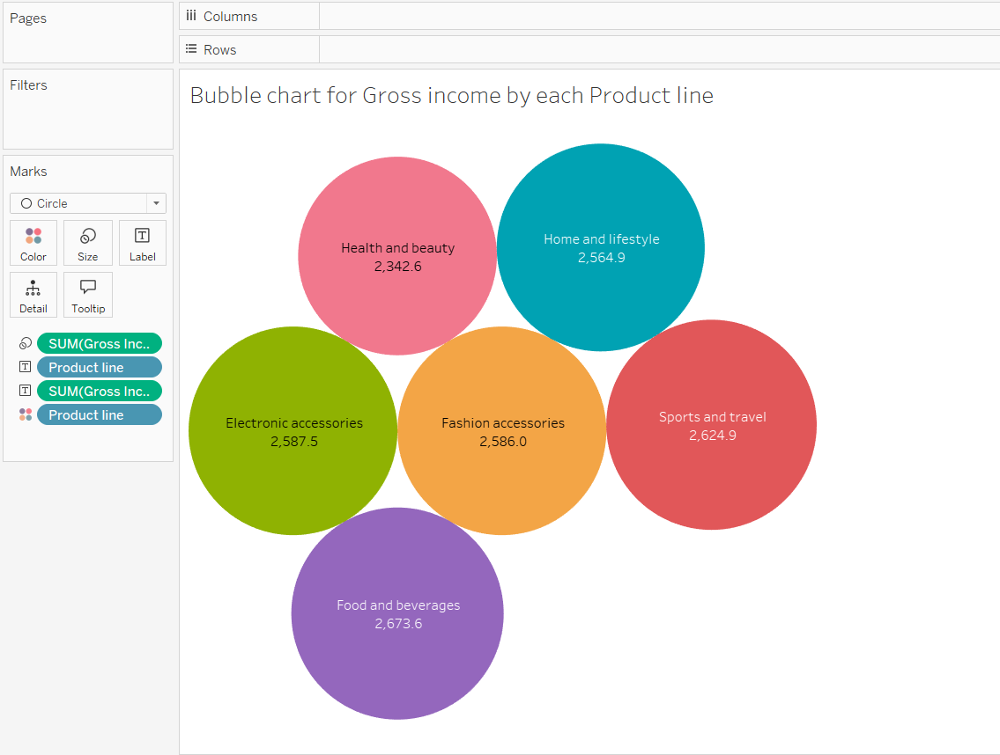 Pages
Columns
Rows
Filters
Marks
Circle
Color
Size
Label
Detail
Tooltip
SUM(Gross Inc..
Product line
SUM(Gross Inc..
Product line
Bubble chart for Gross income by each Product line
Health and beauty
2,342.6
Home and lifestyle
2,564.9
Electronic accessories
2,587.5
Fashion accessories
2,586.0
Sports and travel
2,624.9
Food and beverages
2,673.6